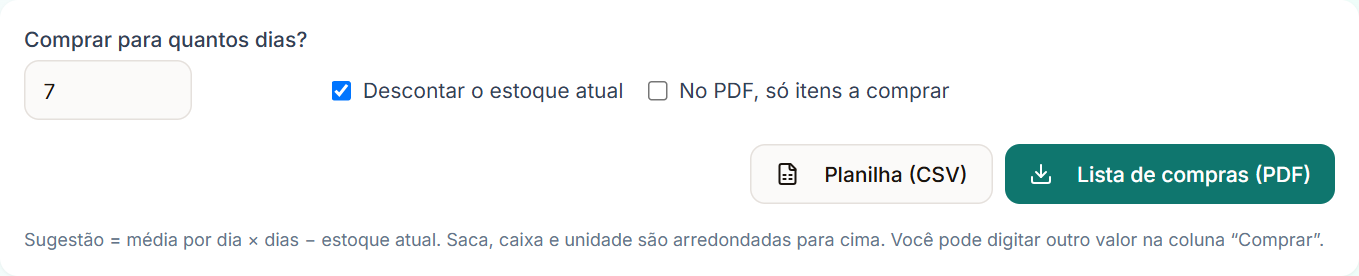 Comprar para quantos dias?
7
Descontar o estoque atual
No PDF, só itens a comprar
Planilha (CSV)
Lista de compras (PDF)
Sugestão = média por dia × dias − estoque atual. Saca, caixa e unidade são arredondadas para cima. Você pode digitar outro valor na coluna “Comprar”.